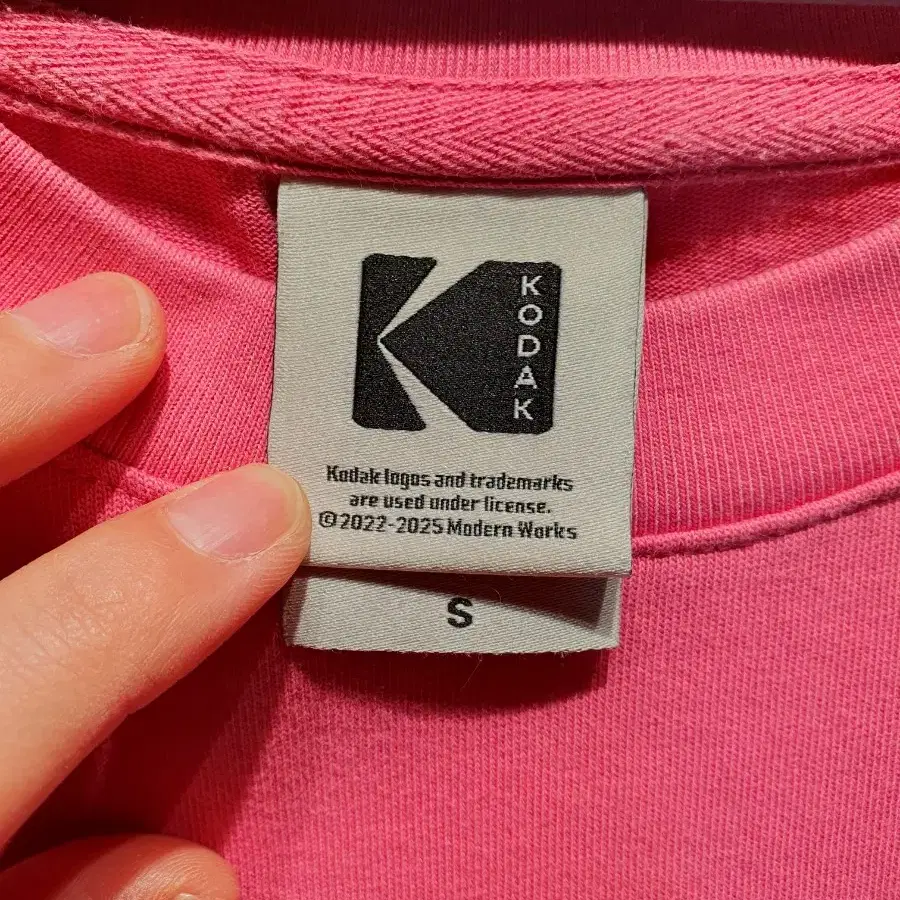 KODAK
Kodak logos and trademarks
are used under license.
©2022-2025 Modern Works
S